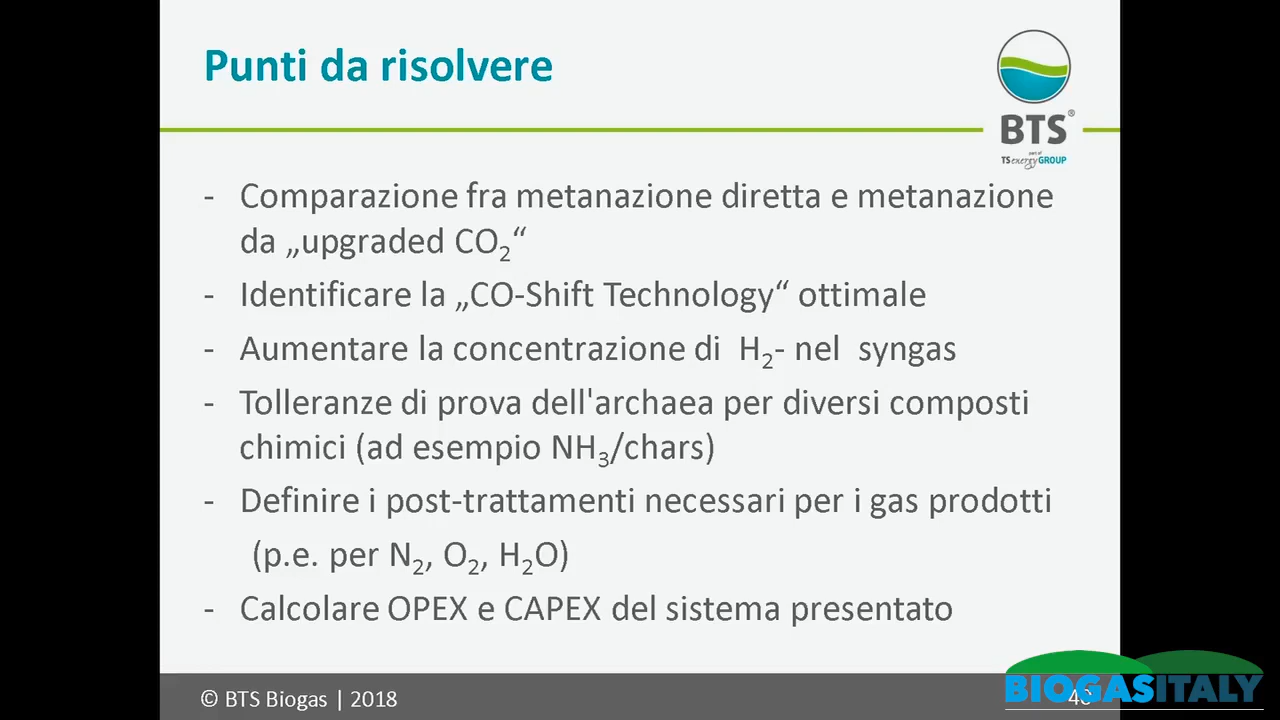 Punti da risolvere
BTS®
part of
TSenergyGROUP
- Comparazione fra metanazione diretta e metanazione
da „upgraded CO₂“
- Identificare la „CO-Shift Technology“ ottimale
- Aumentare la concentrazione di H₂- nel syngas
- Tolleranze di prova dell'archaea per diversi composti
chimici (ad esempio NH₃/chars)
- Definire i post-trattamenti necessari per i gas prodotti
(p.e. per N₂, O₂, H₂O)
- Calcolare OPEX e CAPEX del sistema presentato
© BTS Biogas | 2018
BIOGASITALY